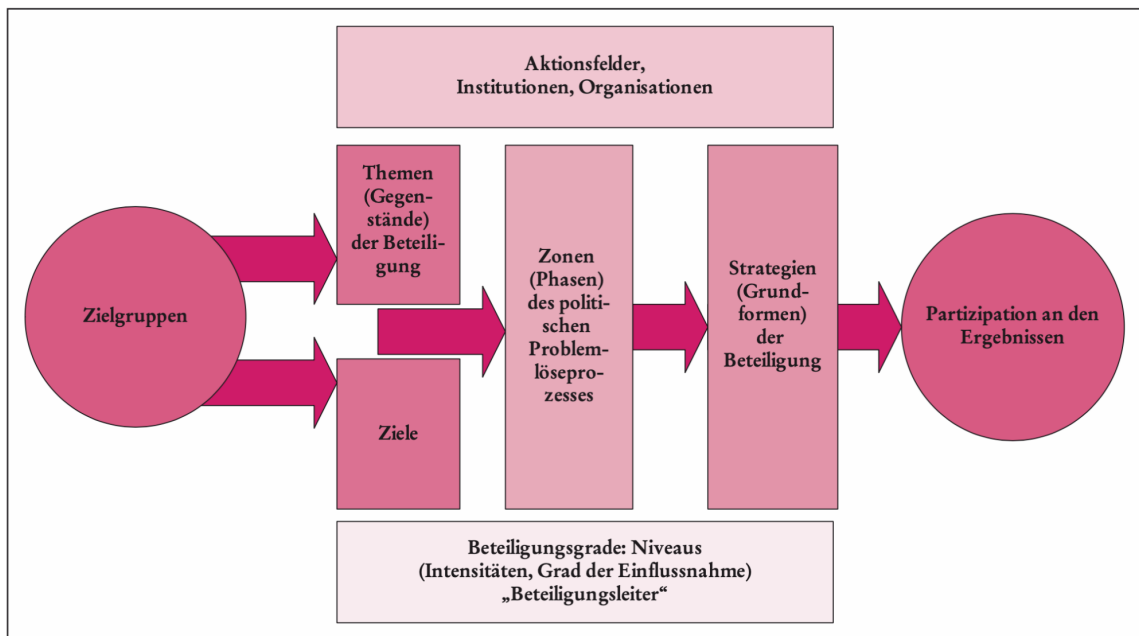 Aktionsfelder,
Institutionen, Organisationen
Themen
(Gegen-
stände)
der Beteili-
gung
Zielgruppen
Ziele
Zonen
(Phasen)
des politi-
schen
Problem-
löseproz-
zesses
Strategien
(Grund-
formen)
der
Beteiligung
Partizipation an den
Ergebnissen
Beteiligungsgrade: Niveaus
(Intensitäten, Grad der Einflussnahme)
„Beteiligungsleiter“